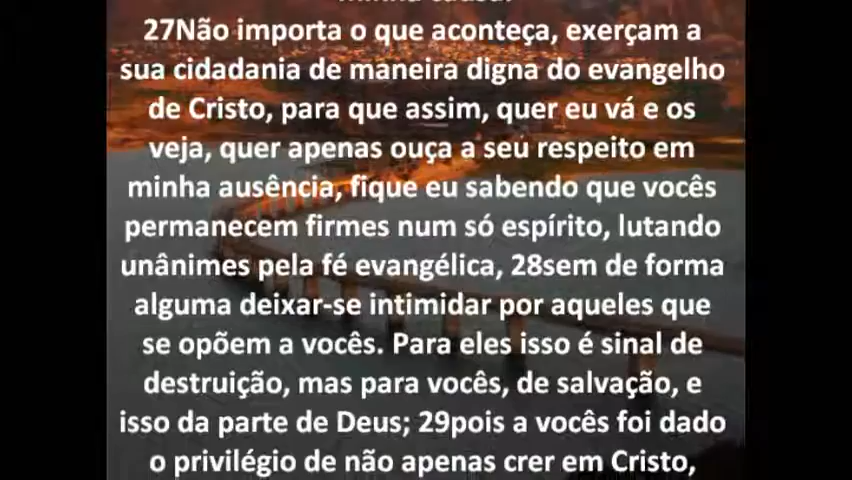 minha causa.
27Não importa o que aconteça, exerçam a
sua cidadania de maneira digna do evangelho
de Cristo, para que assim, quer eu vá e os
veja, quer apenas ouça a seu respeito em
minha ausência, fique eu sabendo que vocês
permanecem firmes num só espírito, lutando
unânimes pela fé evangélica, 28sem de forma
alguma deixar-se intimidar por aqueles que
se opõem a vocês. Para eles isso é sinal de
destruição, mas para vocês, de salvação, e
isso da parte de Deus; 29pois a vocês foi dado
o privilégio de não apenas crer em Cristo,